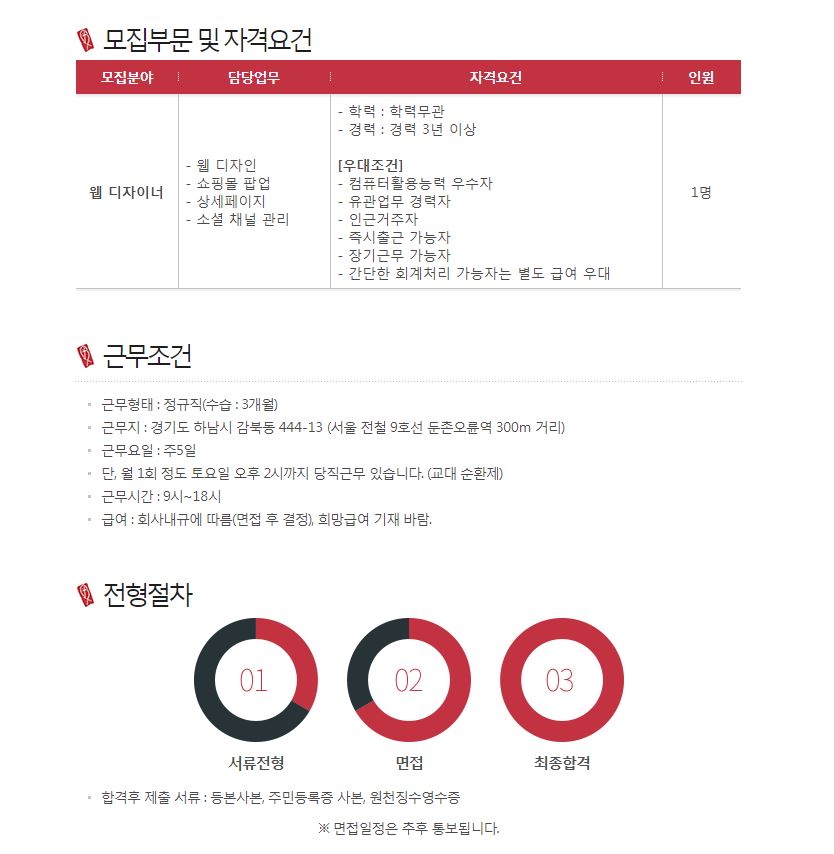 모집부문 및 자격요건
모집분야 담당업무 자격요건 인원
웹 디자이너
- 웹 디자인
- 쇼핑몰 팝업
- 상세페이지
- 소셜 채널 관리
- 학력 : 학력무관
- 경력 : 경력 3년 이상
[우대조건]
- 컴퓨터활용능력 우수자
- 유관업무 경력자
- 인근거주자
- 즉시출근 가능자
- 장기근무 가능자
- 간단한 회계처리 가능자는 별도 급여 우대
1명
근무조건
근무형태 : 정규직(수습 : 3개월)
근무지 : 경기도 하남시 감북동 444-13 (서울 전철 9호선 둔촌오륜역 300m 거리)
근무요일 : 주5일
단, 월 1회 정도 토요일 오후 2시까지 당직근무 있습니다. (교대 순환제)
근무시간 : 9시~18시
급여 : 회사내규에 따름(면접 후 결정), 희망급여 기재 바람.
전형절차
01 02 03
서류전형 면접 최종합격
합격후 제출 서류 : 등본사본, 주민등록증 사본, 원천징수영수증
※ 면접일정은 추후 통보됩니다.